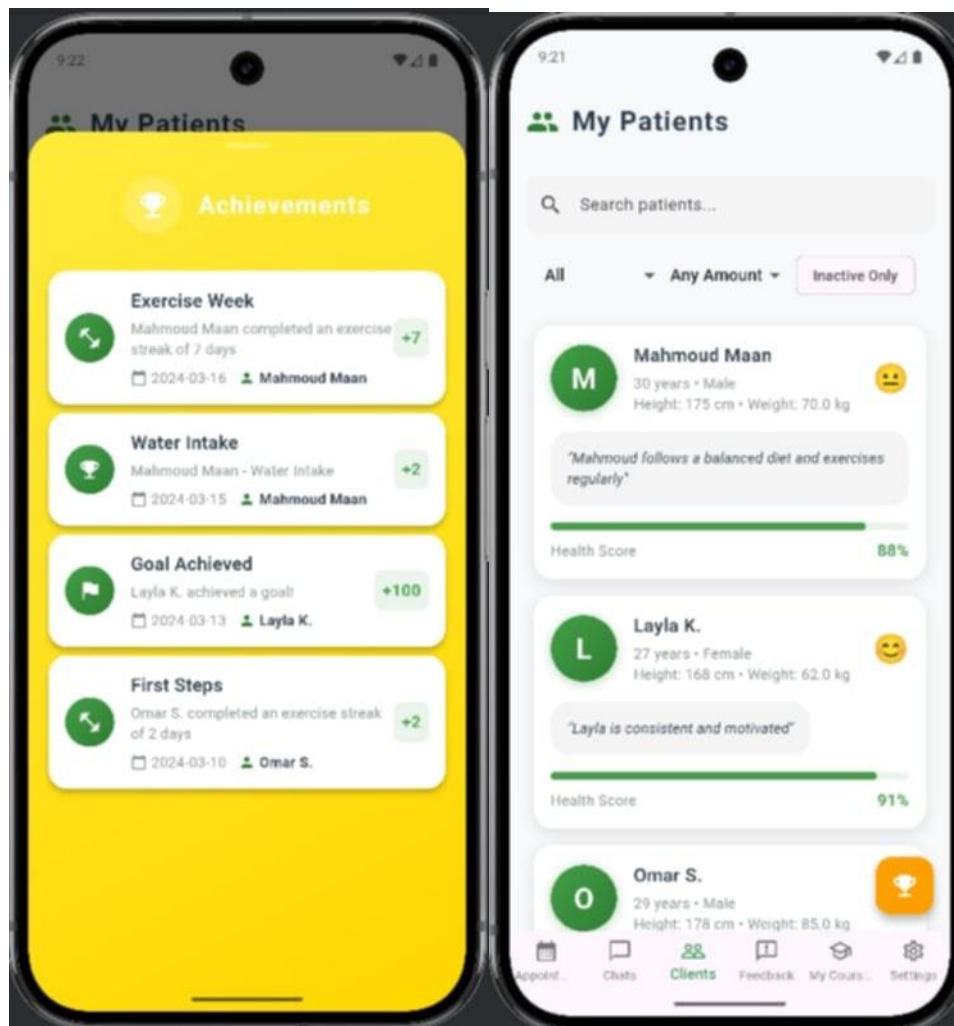 9:22
My Patients
Achievements
Exercise Week
Mahmoud Maan completed an exercise
streak of 7 days
+7
2024-03-16 Mahmoud Maan
Water Intake
Mahmoud Maan - Water Intake
+2
2024-03-15 Mahmoud Maan
Goal Achieved
Layla K. achieved a goal!
+100
2024-03-13 Layla K.
First Steps
Omar S. completed an exercise streak
of 2 days
+2
2024-03-10 Omar S.
9:21
My Patients
Search patients...
All Any Amount Inactive Only
M
Mahmoud Maan
30 years • Male
Height: 175 cm • Weight: 70.0 kg
"Mahmoud follows a balanced diet and exercises
regularly"
Health Score 88%
L
Layla K.
27 years • Female
Height: 168 cm • Weight: 62.0 kg
"Layla is consistent and motivated"
Health Score 91%
O
Omar S.
29 years • Male
Height: 178 cm • Weight: 85.0 kg
Appoint... Chats Clients Feedback My Cours... Settings